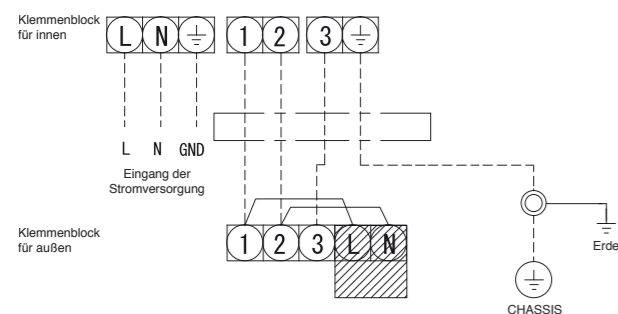 Klemmenblock
für innen
L N
1 2
3
L N GND
Eingang der
Stromversorgung
Klemmenblock
für außen
1 2 3 L N
Erde
CHASSIS